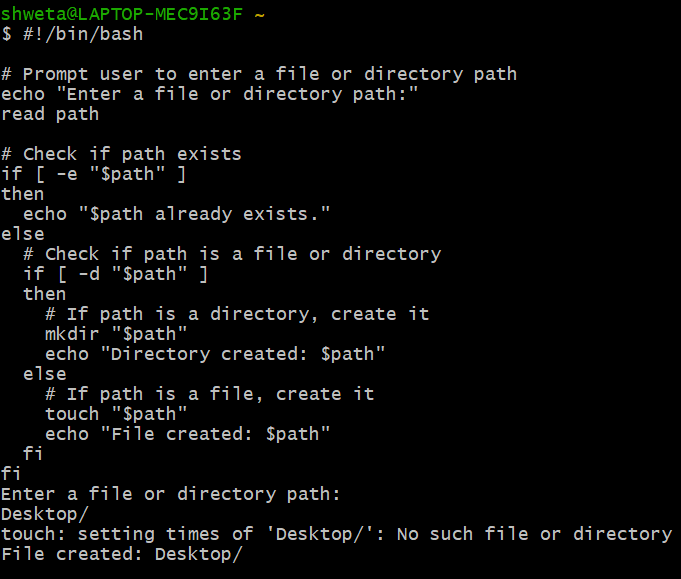 shweta@LAPTOP-MEC9I63F ~
$ #!/bin/bash
# Prompt user to enter a file or directory path
echo "Enter a file or directory path:"
read path
# Check if path exists
if [ -e "$path" ]
then
  echo "$path already exists."
else
  # Check if path is a file or directory
  if [ -d "$path" ]
  then
    # If path is a directory, create it
    mkdir "$path"
    echo "Directory created: $path"
  else
    # If path is a file, create it
    touch "$path"
    echo "File created: $path"
  fi
fi
Enter a file or directory path:
Desktop/
touch: setting times of 'Desktop/': No such file or directory
File created: Desktop/